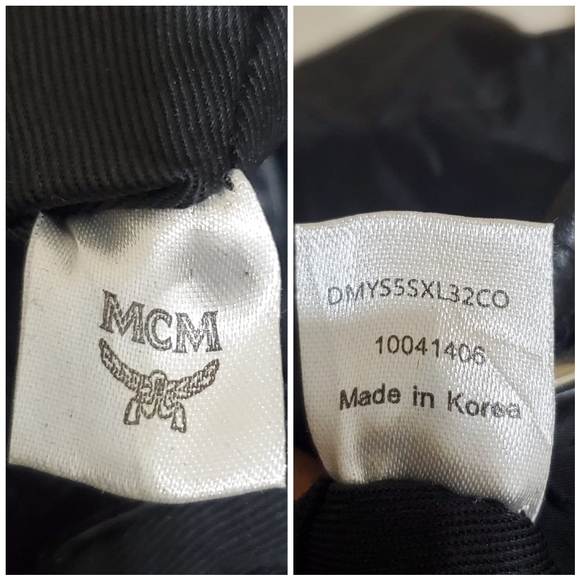 MCM
DMYS5SXL32CO
10041406
Made in Korea